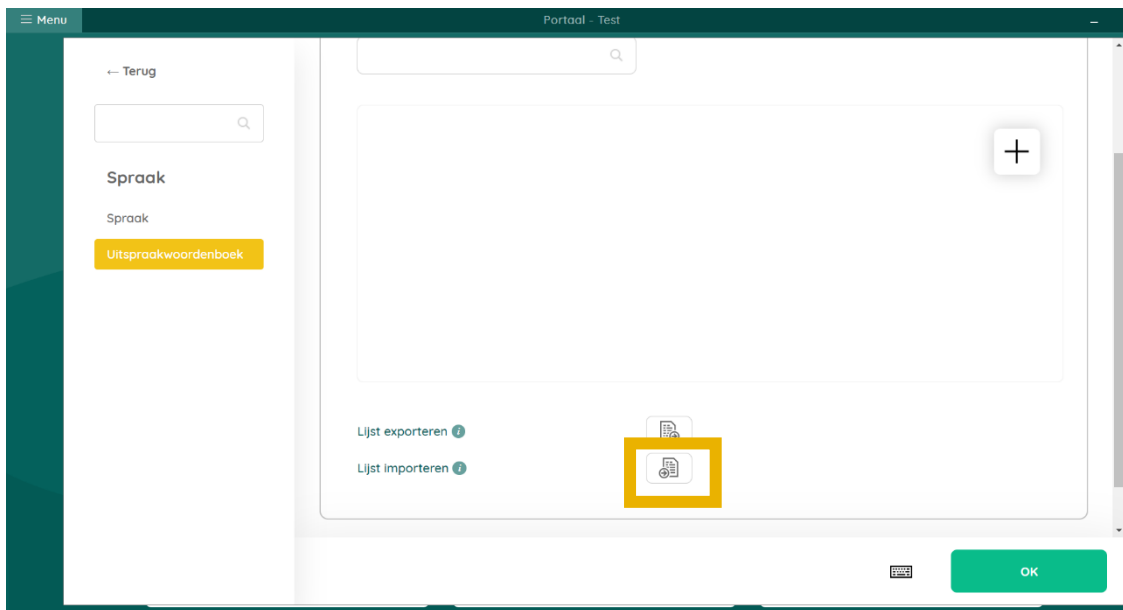 Menu
Portaal - Test
← Terug
Spraak
Spraak
Uitspraakwoordenboek
Lijst exporteren
Lijst importeren
OK